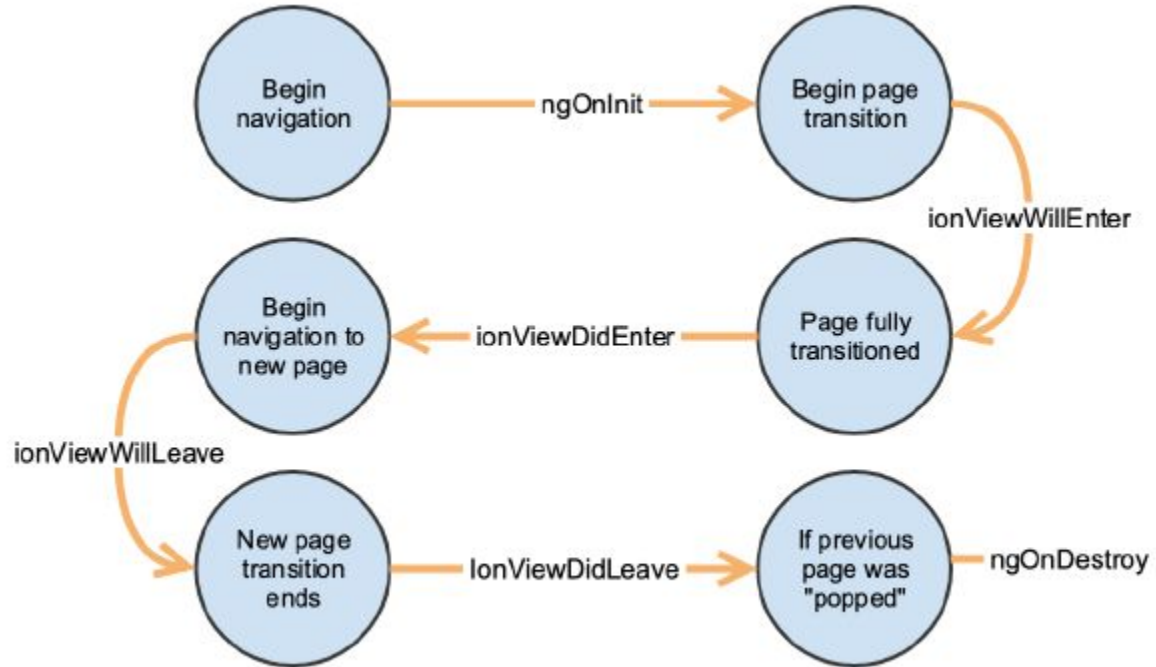 Begin
navigation
ngOnInit
Begin page
transition
ionViewWillEnter
Page fully
transitioned
ionViewDidEnter
Begin
navigation to
new page
ionViewWillLeave
New page
transition
ends
IonViewDidLeave
If previous
page was
"popped"
ngOnDestroy